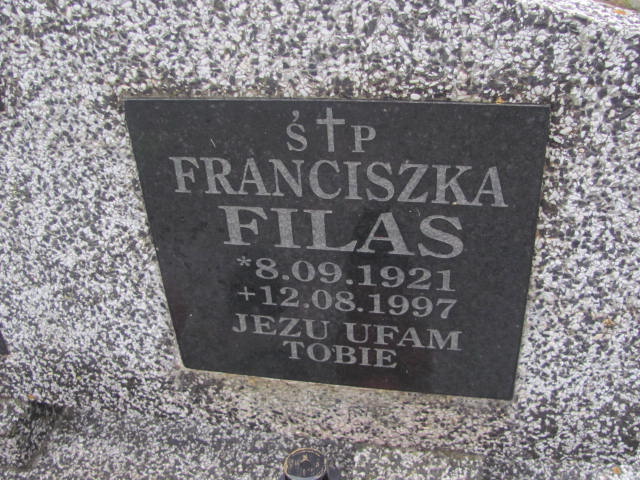 Ś†P
FRANCISZKA
FILAS
*8.09.1921
+12.08.1997
JEZU UFAM
TOBIE